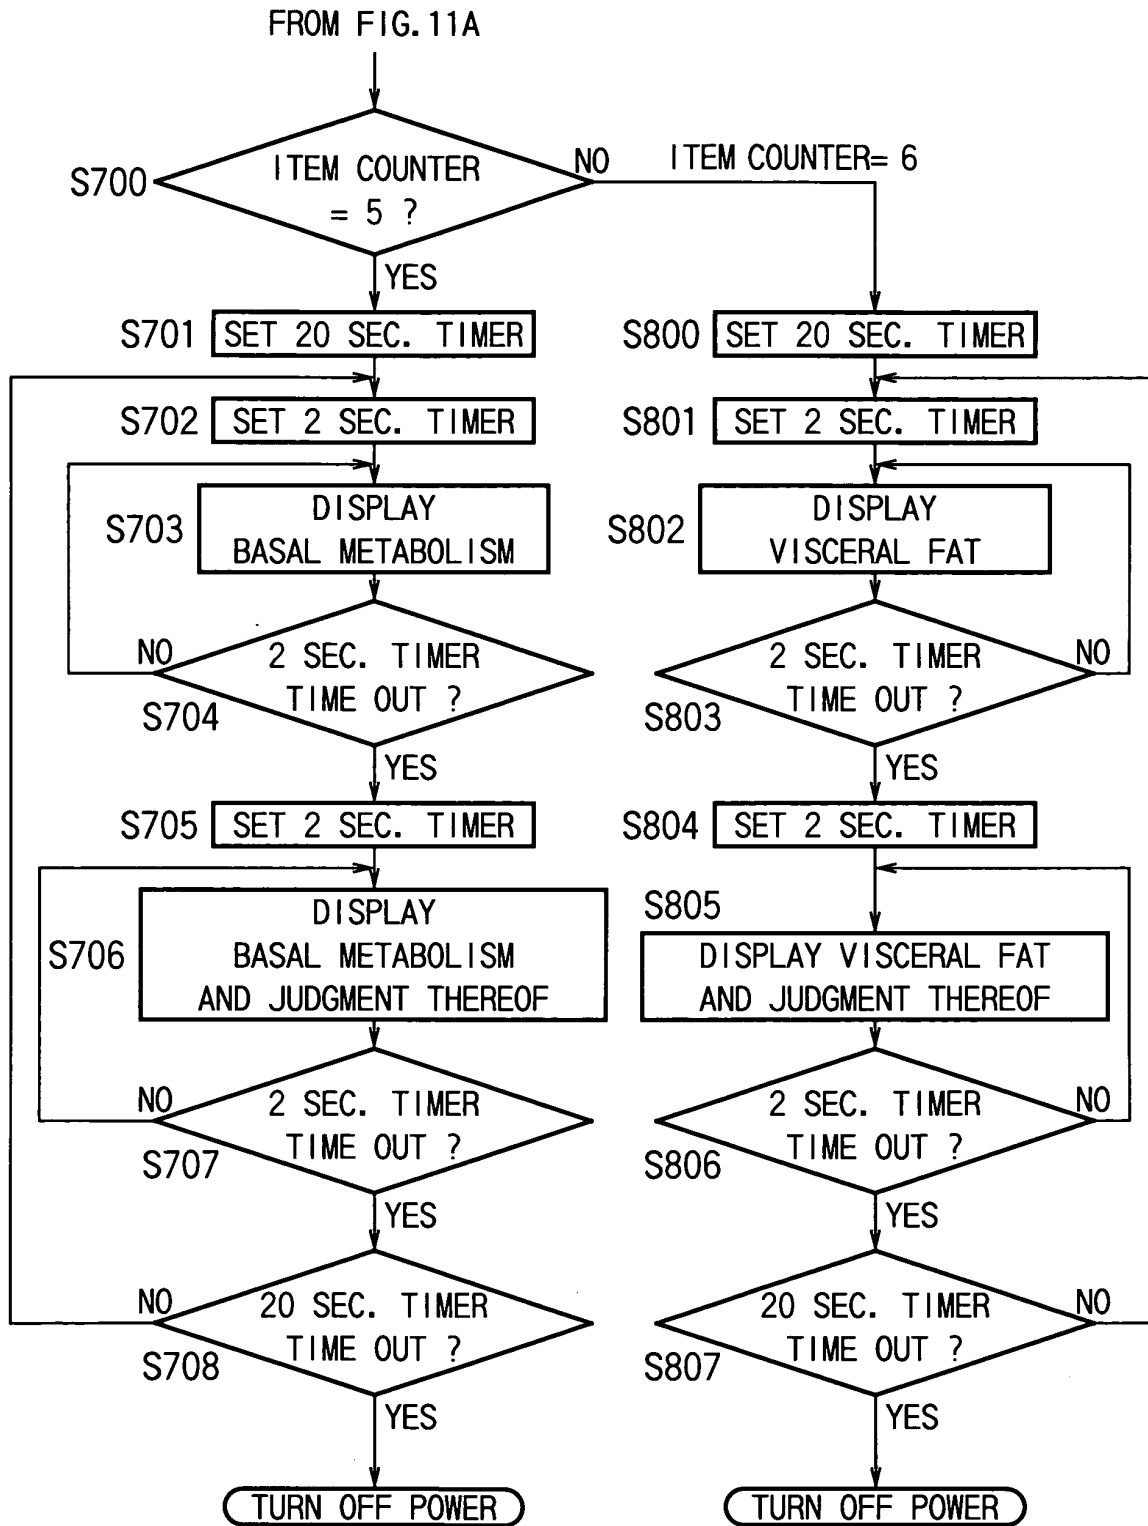 FROM FIG. 11A
S700
ITEM COUNTER
= 5 ?
NO
ITEM COUNTER= 6
YES
S701
SET 20 SEC. TIMER
S800
SET 20 SEC. TIMER
S702
SET 2 SEC. TIMER
S801
SET 2 SEC. TIMER
S703
DISPLAY
BASAL METABOLISM
S802
DISPLAY
VISCERAL FAT
NO
2 SEC. TIMER
TIME OUT ?
S704
2 SEC. TIMER
TIME OUT ?
NO
S803
YES
YES
S705
SET 2 SEC. TIMER
S804
SET 2 SEC. TIMER
S706
DISPLAY
BASAL METABOLISM
AND JUDGMENT THEREOF
S805
DISPLAY VISCERAL FAT
AND JUDGMENT THEREOF
NO
2 SEC. TIMER
TIME OUT ?
S707
2 SEC. TIMER
TIME OUT ?
NO
S806
YES
YES
NO
20 SEC. TIMER
TIME OUT ?
S708
20 SEC. TIMER
TIME OUT ?
NO
S807
YES
YES
TURN OFF POWER
TURN OFF POWER